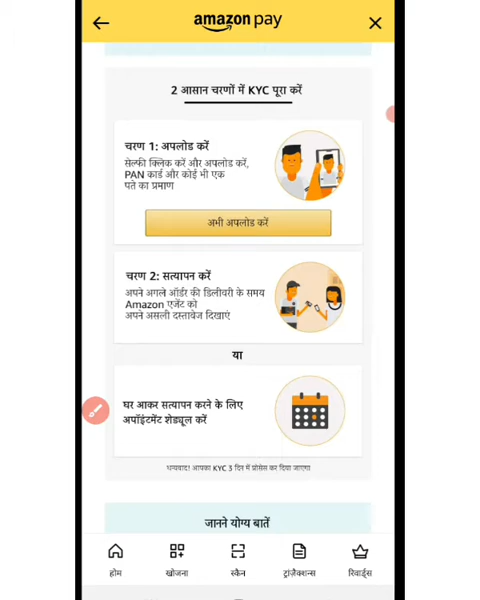 amazon pay
2 आसान चरणों में KYC पूरा करें
चरण 1: अपलोड करें
सेल्फी क्लिक करें और अपलोड करें,
PAN कार्ड और कोई भी एक
पते का प्रमाण
अभी अपलोड करें
चरण 2: सत्यापन करें
अपने अगले ऑर्डर की डिलीवरी के समय
Amazon एजेंट को
अपने असली दस्तावेज दिखाएं
या
घर आकर सत्यापन करने के लिए
अपॉइंटमेंट शेड्यूल करें
धन्यवाद! आपका KYC 3 दिन में प्रोसेस कर दिया जाएगा
जानने योग्य बातें
होम
खोजना
स्कैन
ट्रांज़ैक्शन्स
रिवार्ड्स